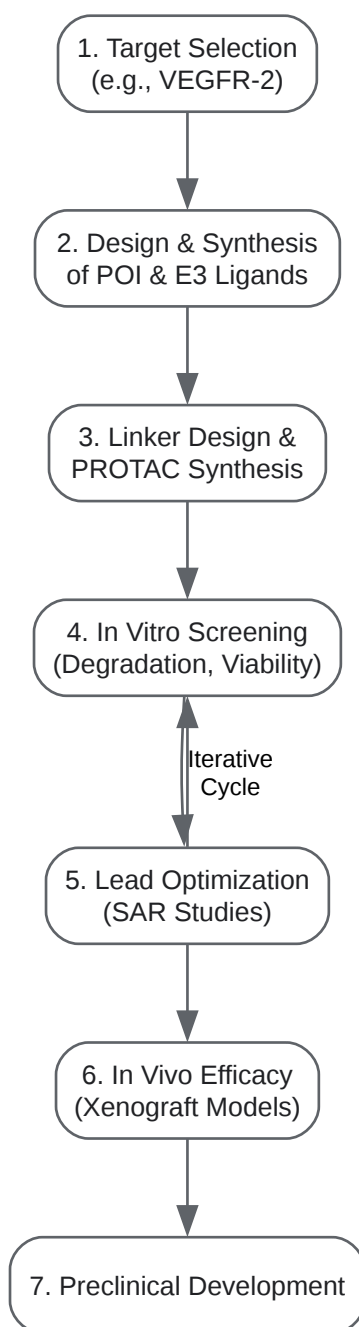 1. Target Selection
(e.g., VEGFR-2)
2. Design & Synthesis
of POI & E3 Ligands
3. Linker Design &
PROTAC Synthesis
4. In Vitro Screening
(Degradation, Viability)
Iterative
Cycle
5. Lead Optimization
(SAR Studies)
6. In Vivo Efficacy
(Xenograft Models)
7. Preclinical Development